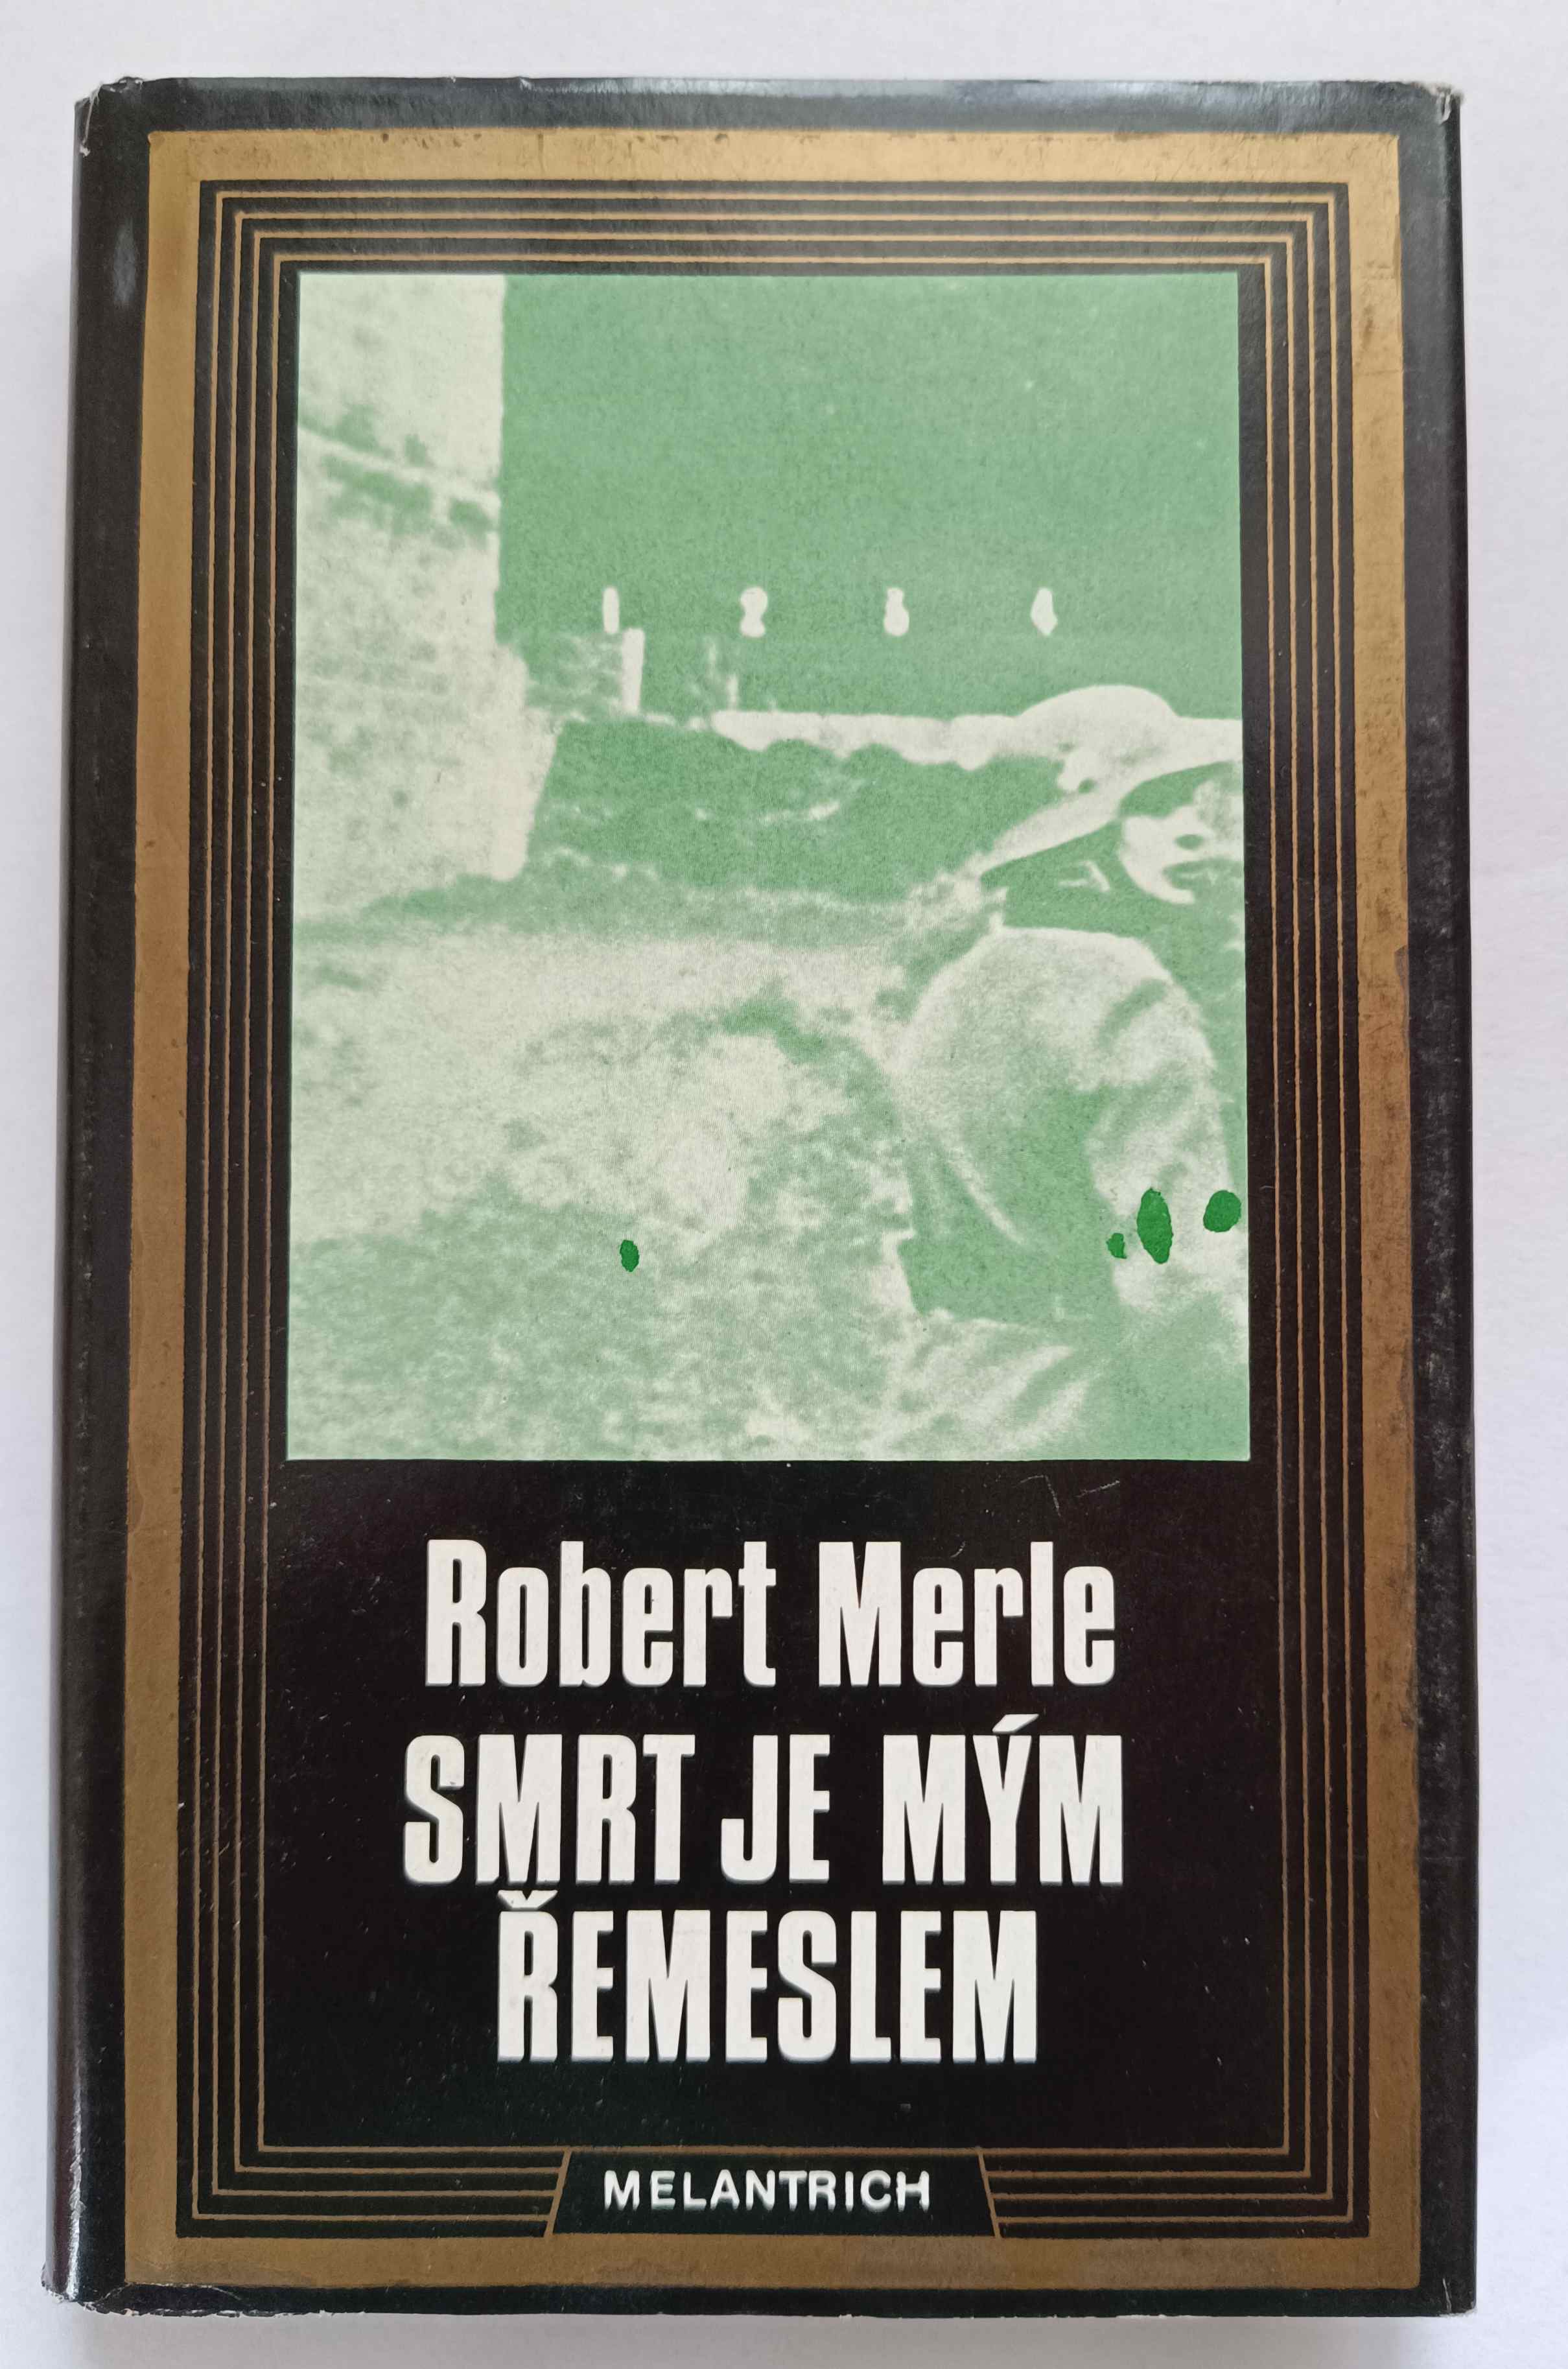 Robert Merle
SMRT JE MÝM
ŘEMESLEM
MELANTRICH